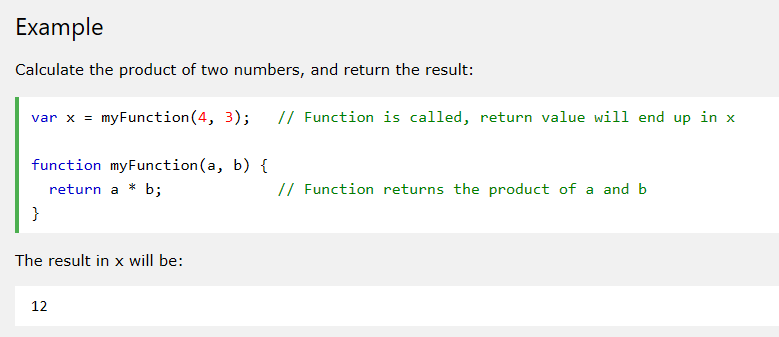 Example
Calculate the product of two numbers, and return the result:
var x = myFunction(4, 3);   // Function is called, return value will end up in x
function myFunction(a, b) {
  return a * b;             // Function returns the product of a and b
}
The result in x will be:
12